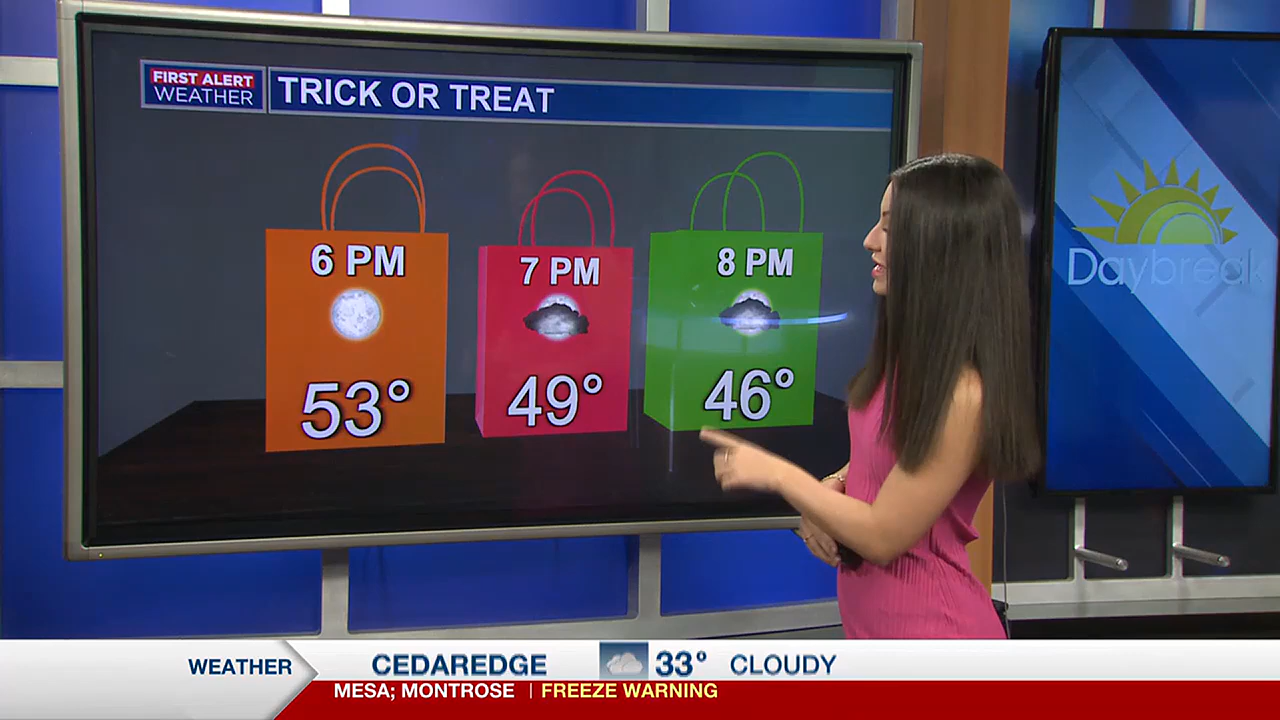 FIRST ALERT
WEATHER
TRICK OR TREAT
6 PM
53°
7 PM
49°
8 PM
46°
Daybreak
WEATHER
CEDAREDGE 33° CLOUDY
MESA; MONTROSE | FREEZE WARNING